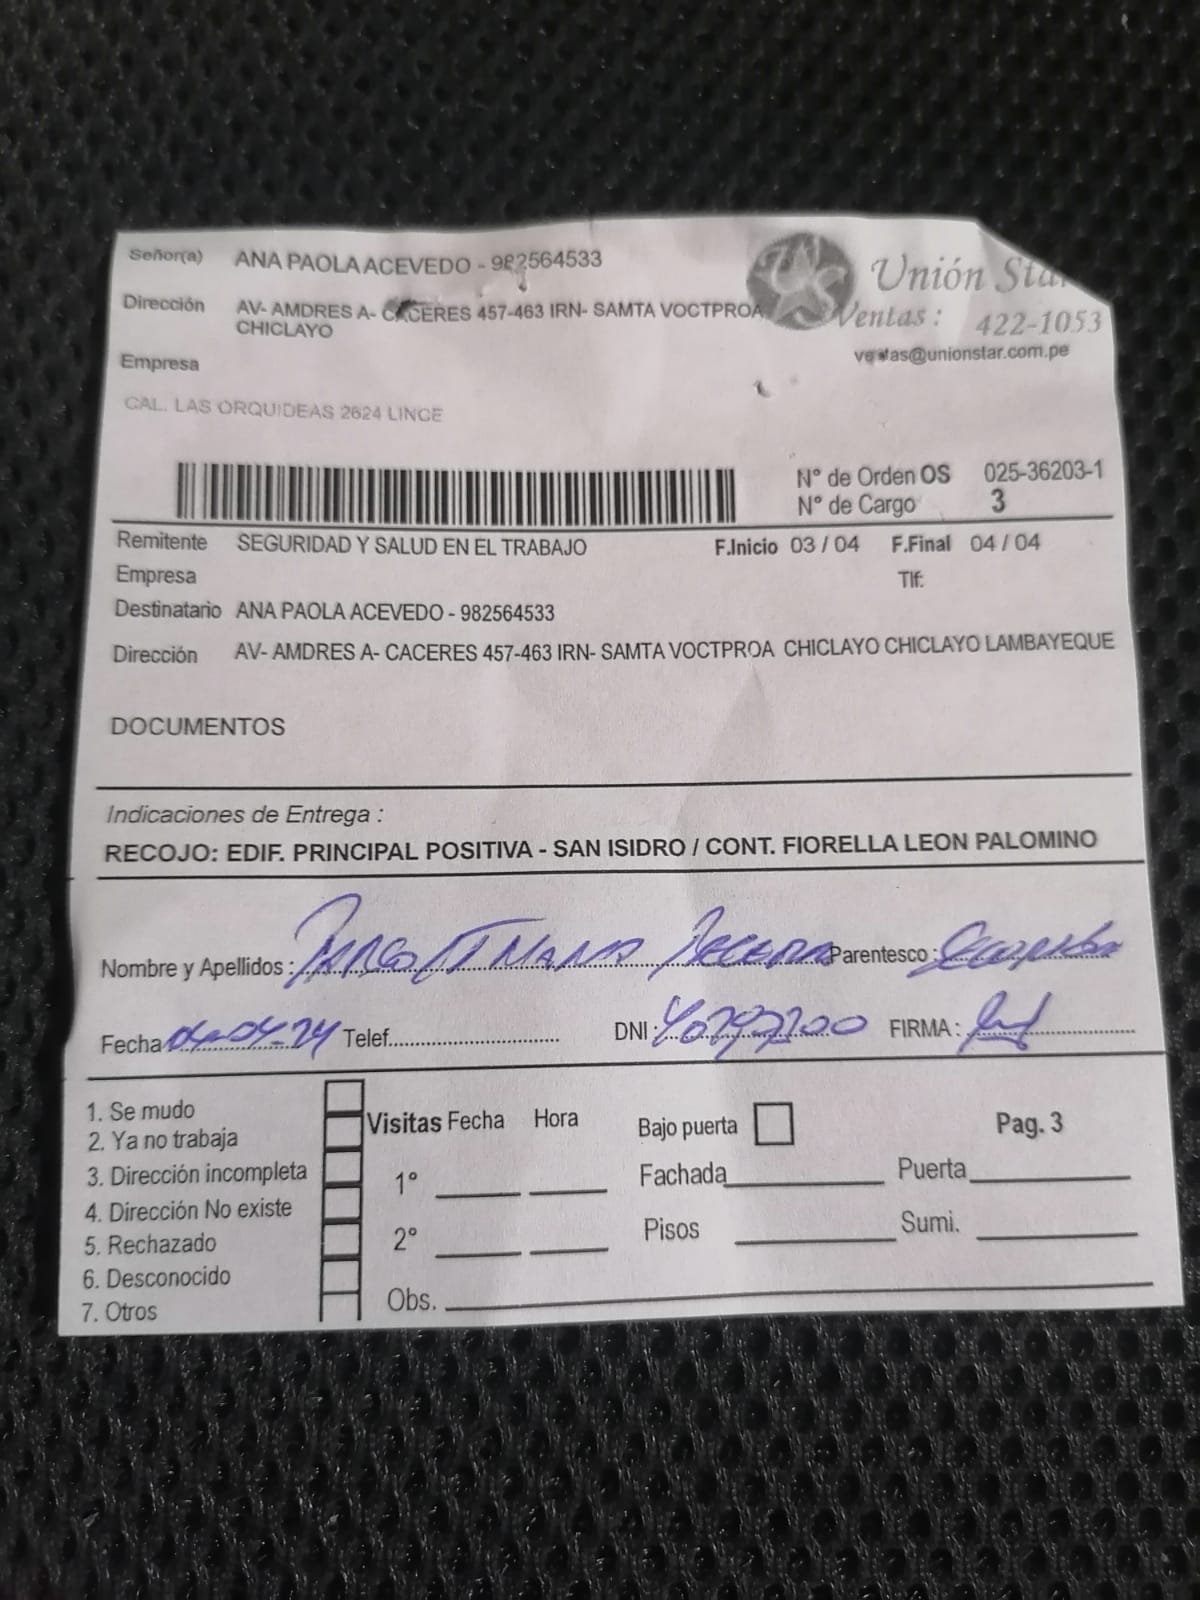 Señor(a) ANA PAOLA ACEVEDO - 982564533
Unión Star
Dirección AV- AMDRES A- CACERES 457-463 IRN- SAMTA VOCTPROA
CHICLAYO
Ventas: 422-1053
ventas@unionstar.com.pe
Empresa
CAL. LAS ORQUIDEAS 2624 LINCE
N° de Orden OS 025-36203-1
N° de Cargo 3
Remitente SEGURIDAD Y SALUD EN EL TRABAJO F.Inicio 03 / 04 F.Final 04 / 04
Empresa Tlf:
Destinatario ANA PAOLA ACEVEDO - 982564533
Dirección AV- AMDRES A- CACERES 457-463 IRN- SAMTA VOCTPROA CHICLAYO CHICLAYO LAMBAYEQUE
DOCUMENTOS
Indicaciones de Entrega :
RECOJO: EDIF. PRINCIPAL POSITIVA - SAN ISIDRO / CONT. FIORELLA LEON PALOMINO
Nombre y Apellidos : Parentesco :
Fecha 04-04-24 Telef. DNI : FIRMA :
1. Se mudo
2. Ya no trabaja
3. Dirección incompleta
4. Dirección No existe
5. Rechazado
6. Desconocido
7. Otros
Visitas Fecha Hora
1°
2°
Obs.
Bajo puerta Pag. 3
Fachada Puerta
Pisos Sumi.